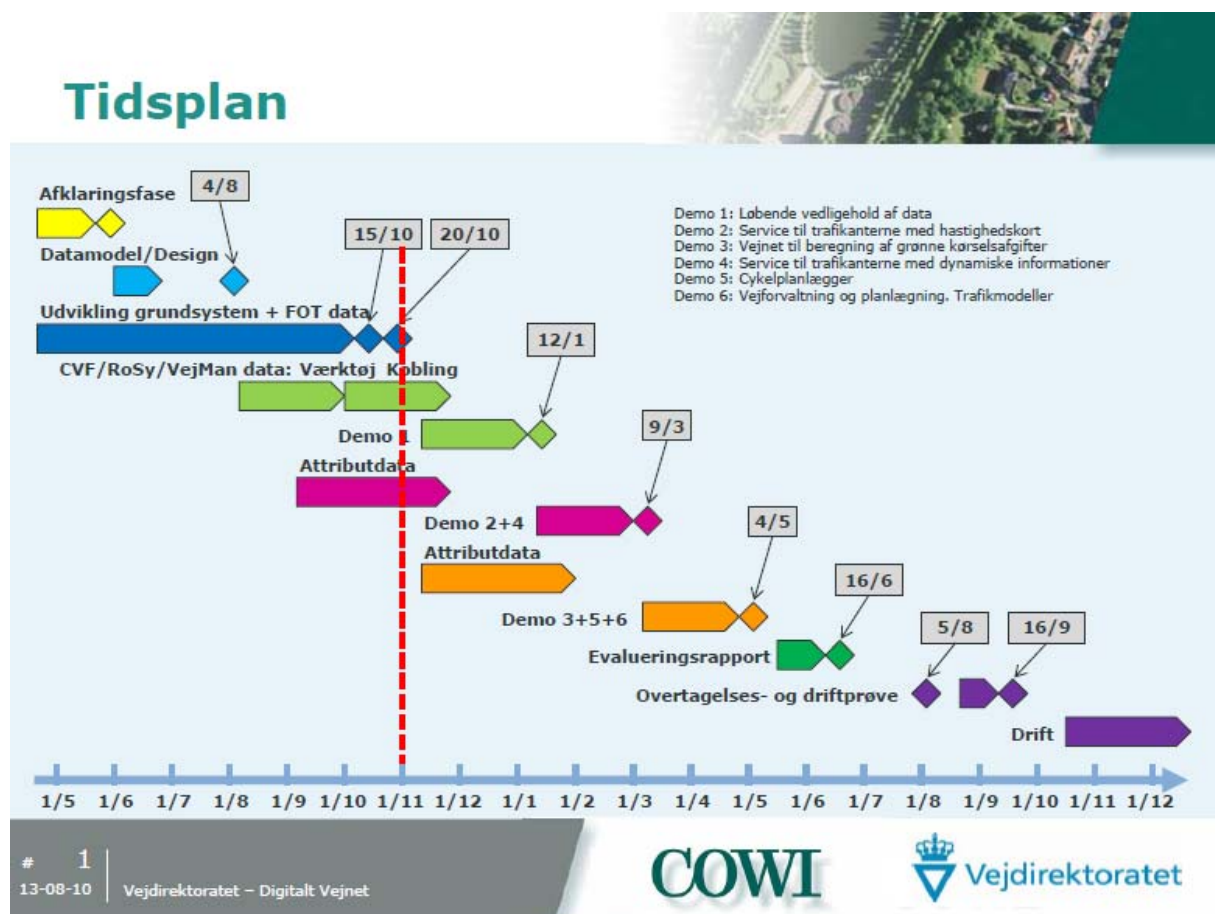 Tidsplan
Afklaringsfase
4/8
Datamodel/Design
15/10
20/10
Udvikling grundsystem + FOT data
CVF/RoSy/VejMan data: Værktøj Kobling
12/1
Demo 1
Attributdata
9/3
Demo 2+4
Attributdata
4/5
Demo 3+5+6
16/6
Evalueringsrapport
5/8
16/9
Overtagelses- og driftprøve
Drift
Demo 1: Løbende vedligehold af data
Demo 2: Service til trafikanterne med hastighedskort
Demo 3: Vejnet til beregning af grønne kørselsafgifter
Demo 4: Service til trafikanterne med dynamiske informationer
Demo 5: Cykelplanlægger
Demo 6: Vejforvaltning og planlægning. Trafikmodeller
1/5 1/6 1/7 1/8 1/9 1/10 1/11 1/12 1/1 1/2 1/3 1/4 1/5 1/6 1/7 1/8 1/9 1/10 1/11 1/12
# 1
13-08-10 Vejdirektoratet – Digitalt Vejnet
COWI
Vejdirektoratet